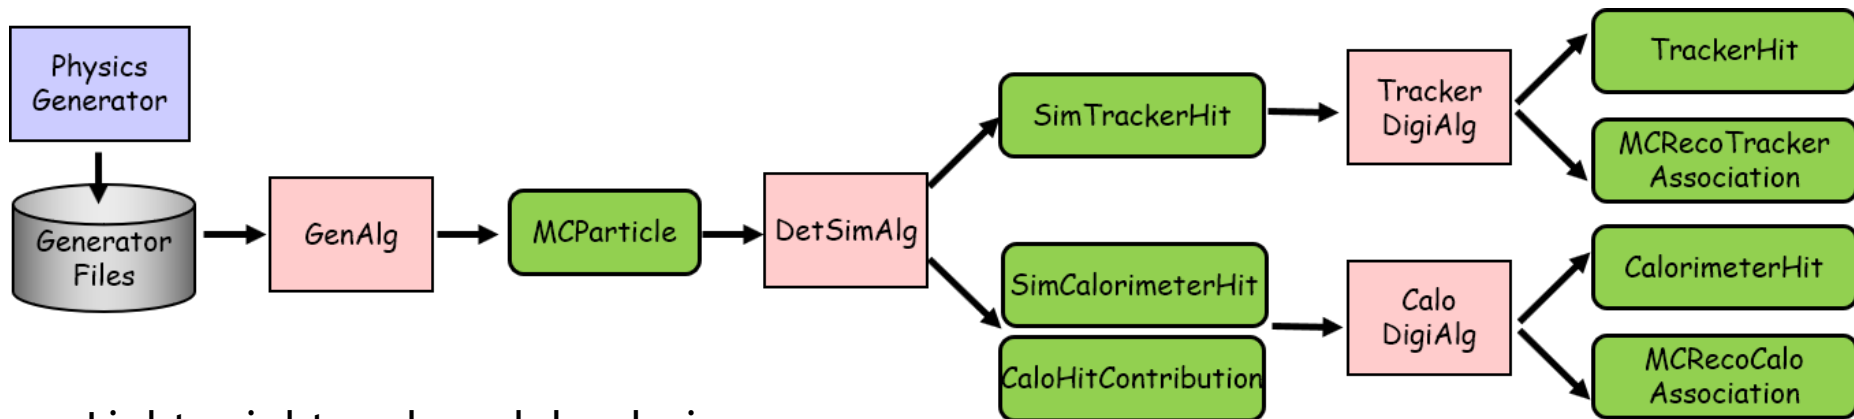 Physics
Generator
Generator
Files
GenAlg
MCParticle
DetSimAlg
SimTrackerHit
SimCalorimeterHit
CaloHitContribution
Tracker
DigiAlg
Calo
DigiAlg
TrackerHit
MCRecoTracker
Association
CalorimeterHit
MCRecoCalo
Association